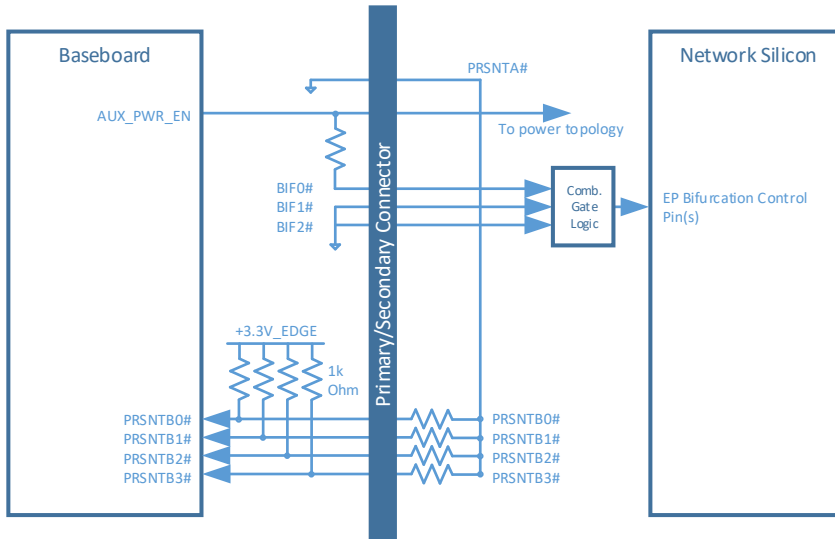 Baseboard
PRSNTA#
Network Silicon
AUX_PWR_EN
To power topology
BIF0#
BIF1#
BIF2#
Comb.
Gate
Logic
EP Bifurcation Control
Pin(s)
Primary/Secondary Connector
+3.3V_EDGE
1k
Ohm
PRSNTB0#
PRSNTB1#
PRSNTB2#
PRSNTB3#
PRSNTB0#
PRSNTB1#
PRSNTB2#
PRSNTB3#